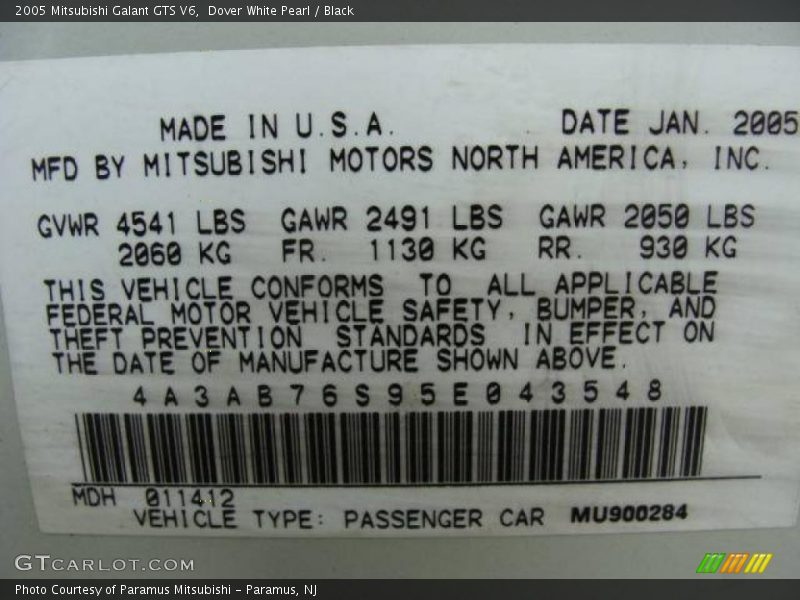 2005 Mitsubishi Galant GTS V6,  Dover White Pearl / Black
MADE IN U.S.A. DATE JAN. 2005
MFD BY MITSUBISHI MOTORS NORTH AMERICA, INC.
GVWR 4541 LBS GAWR 2491 LBS GAWR 2050 LBS
2060 KG FR. 1130 KG RR. 930 KG
THIS VEHICLE CONFORMS TO ALL APPLICABLE
FEDERAL MOTOR VEHICLE SAFETY, BUMPER, AND
THEFT PREVENTION STANDARDS IN EFFECT ON
THE DATE OF MANUFACTURE SHOWN ABOVE.
4A3AB76S95E043548
MDH 011412
VEHICLE TYPE: PASSENGER CAR MU900284
GTCARLOT.COM
Photo Courtesy of Paramus Mitsubishi - Paramus, NJ